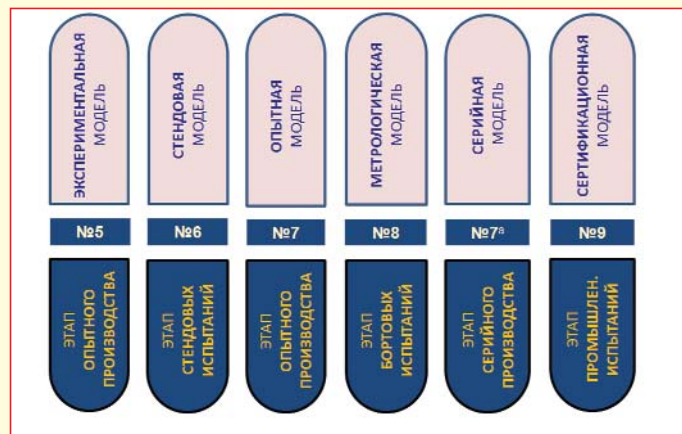 ЭКСПЕРИМЕНТАЛЬНАЯ
МОДЕЛЬ
СТЕНДОВАЯ
МОДЕЛЬ
ОПЫТНАЯ
МОДЕЛЬ
МЕТРОЛОГИЧЕСКАЯ
МОДЕЛЬ
СЕРИЙНАЯ
МОДЕЛЬ
СЕРТИФИКАЦИОННАЯ
МОДЕЛЬ
№5
№6
№7
№8
№7ª
№9
ЭТАП
ОПЫТНОГО
ПРОИЗВОДСТВА
ЭТАП
СТЕНДОВЫХ
ИСПЫТАНИЙ
ЭТАП
ОПЫТНОГО
ПРОИЗВОДСТВА
ЭТАП
БОРТОВЫХ
ИСПЫТАНИЙ
ЭТАП
СЕРИЙНОГО
ПРОИЗВОДСТВА
ЭТАП
ПРОМЫШЛЕН.
ИСПЫТАНИЙ